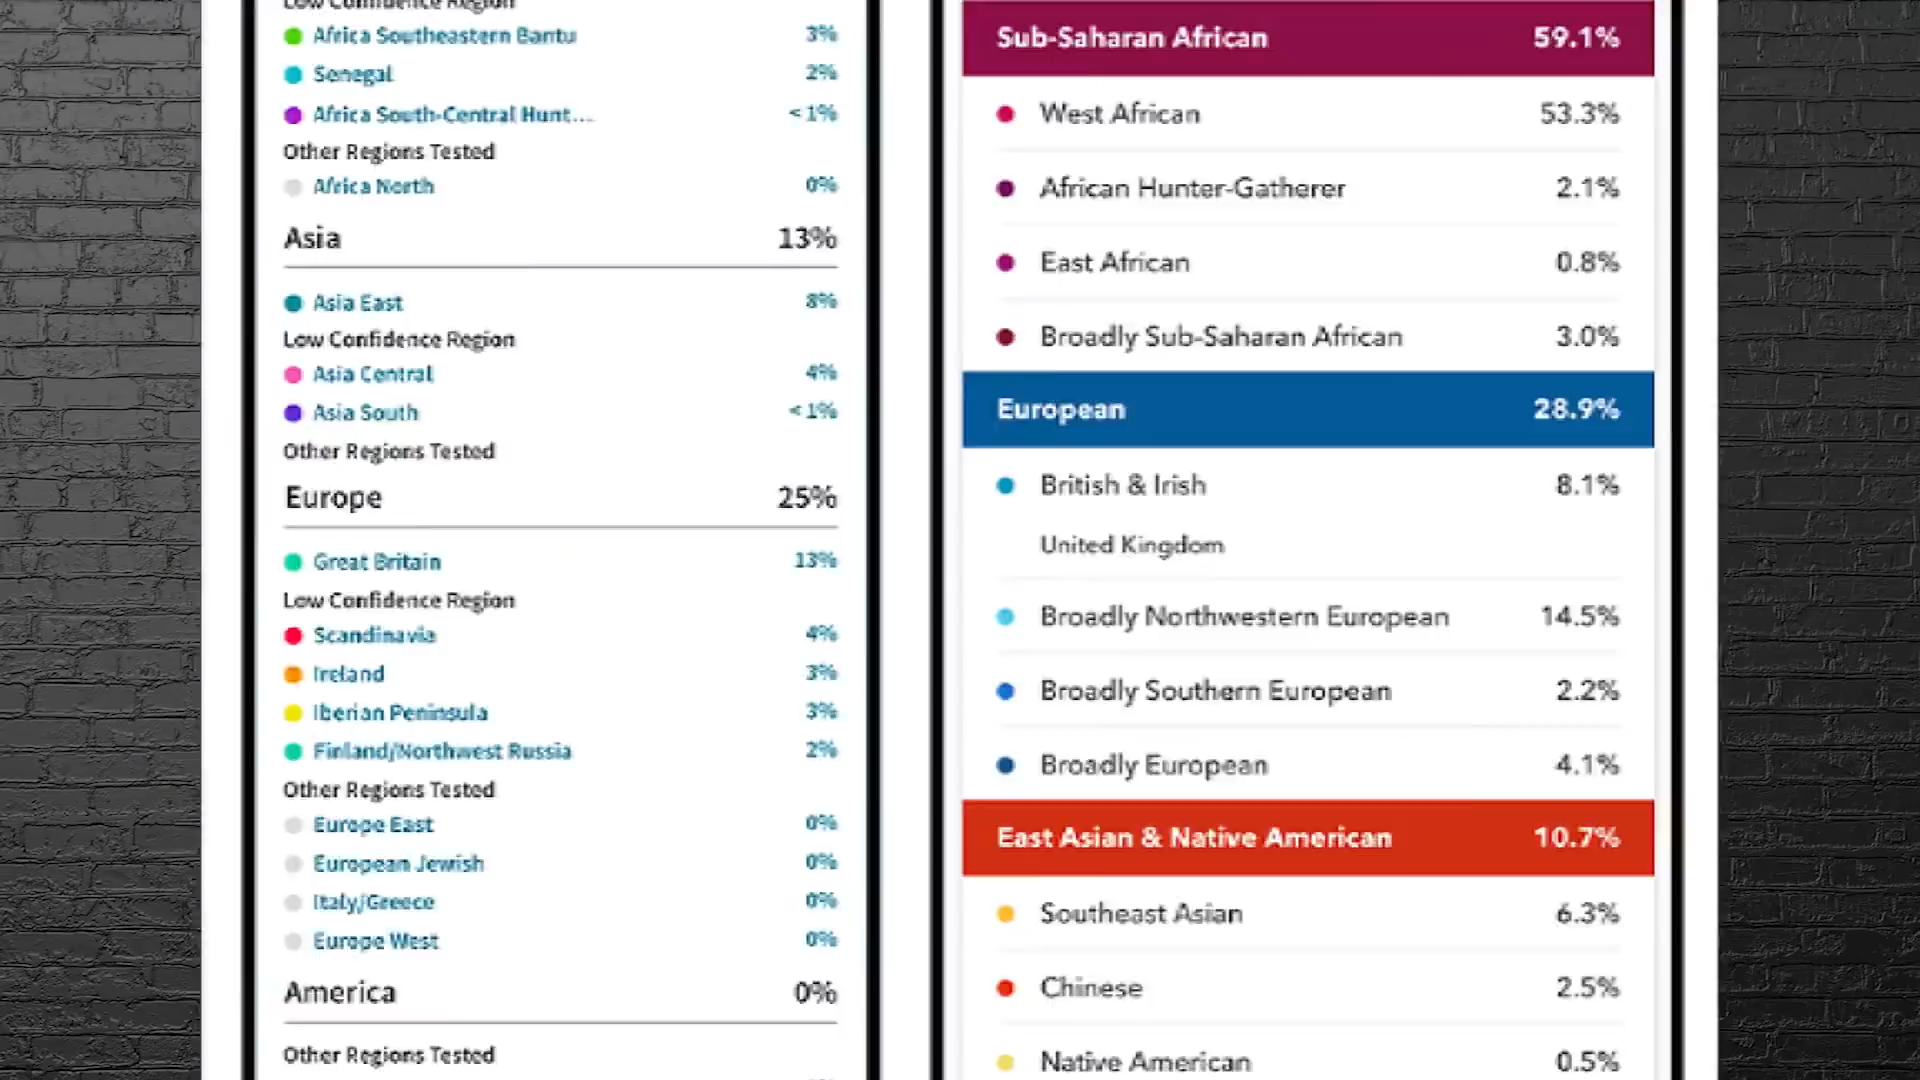 Low Confidence Region
Africa Southeastern Bantu 3%
Senegal 2%
Africa South-Central Hunt... <1%
Other Regions Tested
Africa North 0%
Asia 13%
Asia East 8%
Low Confidence Region
Asia Central 4%
Asia South <1%
Other Regions Tested
Europe 25%
Great Britain 13%
Low Confidence Region
Scandinavia 4%
Ireland 3%
Iberian Peninsula 3%
Finland/Northwest Russia 2%
Other Regions Tested
Europe East 0%
European Jewish 0%
Italy/Greece 0%
Europe West 0%
America 0%
Other Regions Tested
Sub-Saharan African 59.1%
West African 53.3%
African Hunter-Gatherer 2.1%
East African 0.8%
Broadly Sub-Saharan African 3.0%
European 28.9%
British & Irish 8.1%
United Kingdom
Broadly Northwestern European 14.5%
Broadly Southern European 2.2%
Broadly European 4.1%
East Asian & Native American 10.7%
Southeast Asian 6.3%
Chinese 2.5%
Native American 0.5%